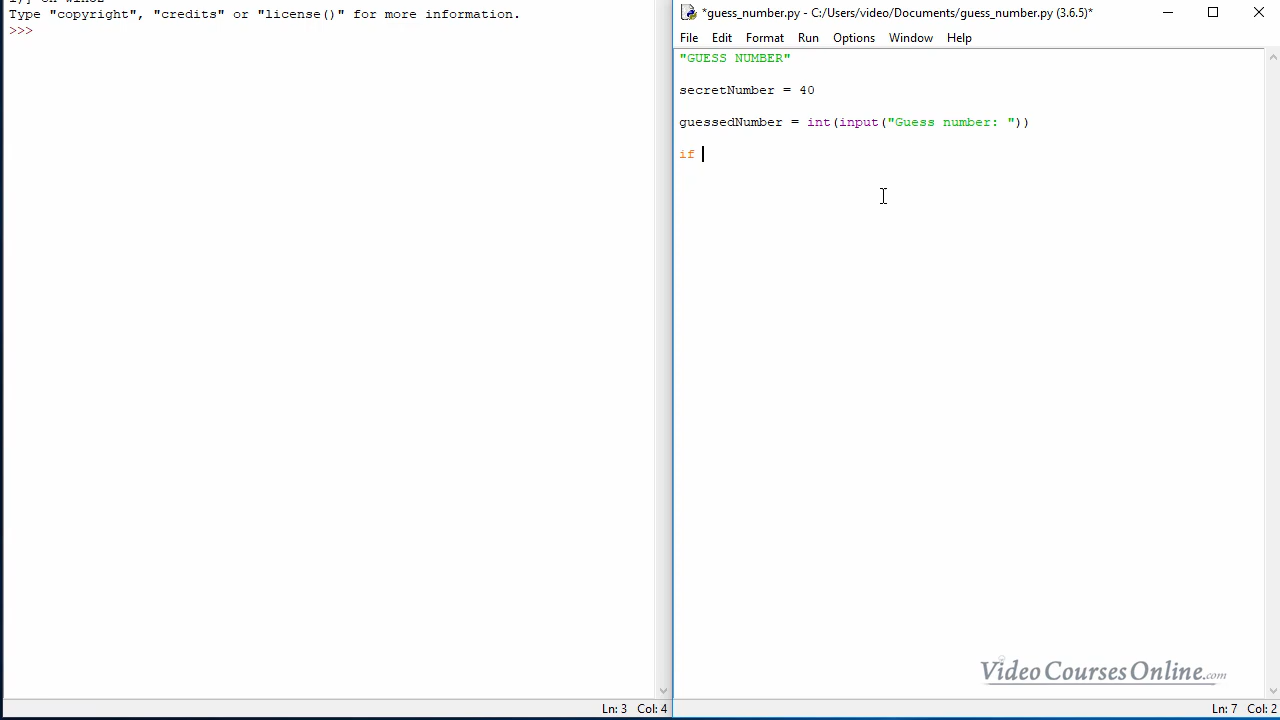 Type "copyright", "credits" or "license()" for more information.
>>>
Ln: 3 Col: 4
*guess_number.py - C:/Users/video/Documents/guess_number.py (3.6.5)*
File Edit Format Run Options Window Help
"GUESS NUMBER"
secretNumber = 40
guessedNumber = int(input("Guess number: "))
if
VideoCoursesOnline.com
Ln: 7 Col: 2